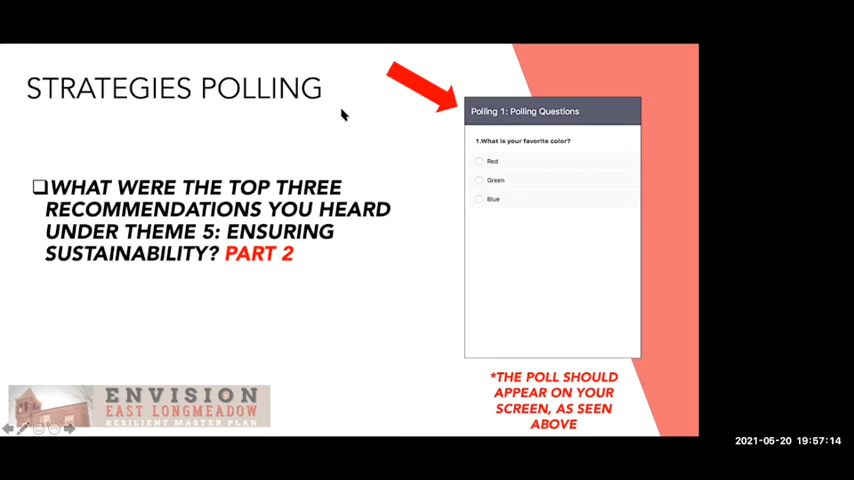 STRATEGIES POLLING
❑WHAT WERE THE TOP THREE
RECOMMENDATIONS YOU HEARD
UNDER THEME 5: ENSURING
SUSTAINABILITY? PART 2
Polling 1: Polling Questions
1.What is your favorite color?
Red
Green
Blue
*THE POLL SHOULD
APPEAR ON YOUR
SCREEN, AS SEEN
ABOVE
ENVISION
EAST LONGMEADOW
RESILIENT MASTER PLAN
2021-05-20 19:57:14